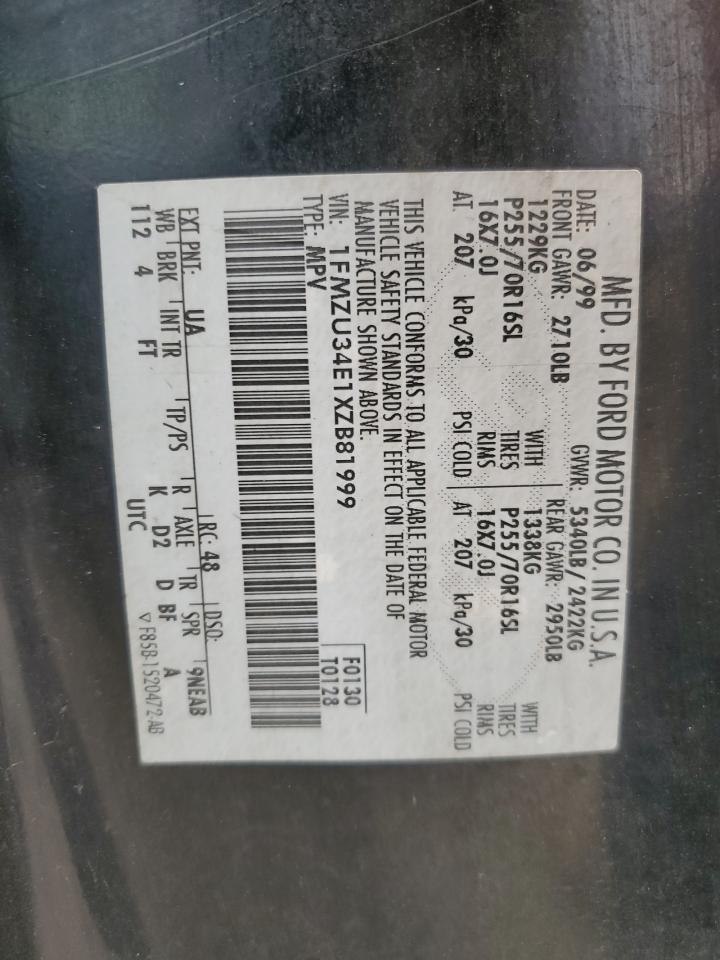 MFD. BY FORD MOTOR CO. IN U.S.A.
DATE: 06/99 GVWR: 5340LB/ 2422KG
FRONT GAWR: 2710LB REAR GAWR: 2950LB
1229KG WITH 1338KG WITH
P255/70R16SL TIRES P255/70R16SL TIRES
16X7.0J RIMS 16X7.0J RIMS
AT 207 kPa/30 PSI COLD AT 207 kPa/30 PSI COLD
THIS VEHICLE CONFORMS TO ALL APPLICABLE FEDERAL MOTOR
VEHICLE SAFETY STANDARDS IN EFFECT ON THE DATE OF
MANUFACTURE SHOWN ABOVE.
VIN: 1FMZU34E1XZB81999 F0130
TYPE: MPV T0128
EXT PNT: UA RC: 48 DSO:
WB BRK INT TR TP/PS R AXLE TR SPR 9NEAB
112 4 FT K D2 D BF A
UTC ▽ F85B-1520472-AB